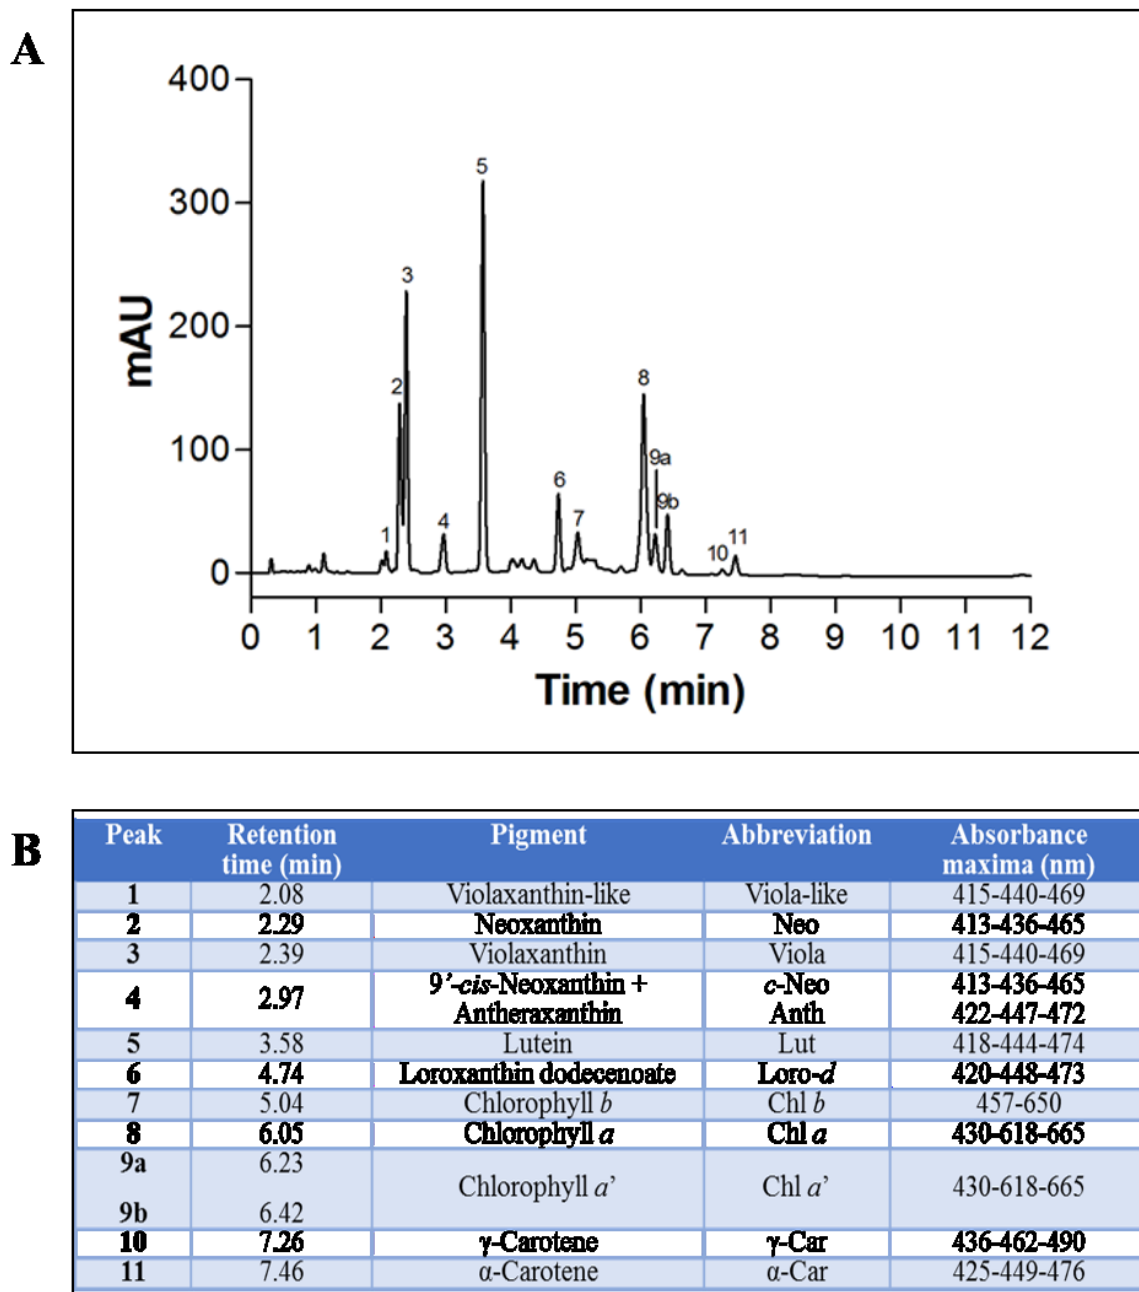 A
400
300
200
100
0
mAU
1
2
3
4
5
6
7
8
9a
9b
10
11
0 1 2 3 4 5 6 7 8 9 10 11 12
Time (min)
B
Peak Retention time (min) Pigment Abbreviation Absorbance maxima (nm)
1 2.08 Violaxanthin-like Viola-like 415-440-469
2 2.29 Neoxanthin Neo 413-436-465
3 2.39 Violaxanthin Viola 415-440-469
4 2.97 9’-cis-Neoxanthin + Antheraxanthin c-Neo Anth 413-436-465 422-447-472
5 3.58 Lutein Lut 418-444-474
6 4.74 Loroxanthin dodecenoate Loro-d 420-448-473
7 5.04 Chlorophyll b Chl b 457-650
8 6.05 Chlorophyll a Chl a 430-618-665
9a 6.23
Chlorophyll a’ Chl a’ 430-618-665
9b 6.42
10 7.26 γ-Carotene γ-Car 436-462-490
11 7.46 α-Carotene α-Car 425-449-476